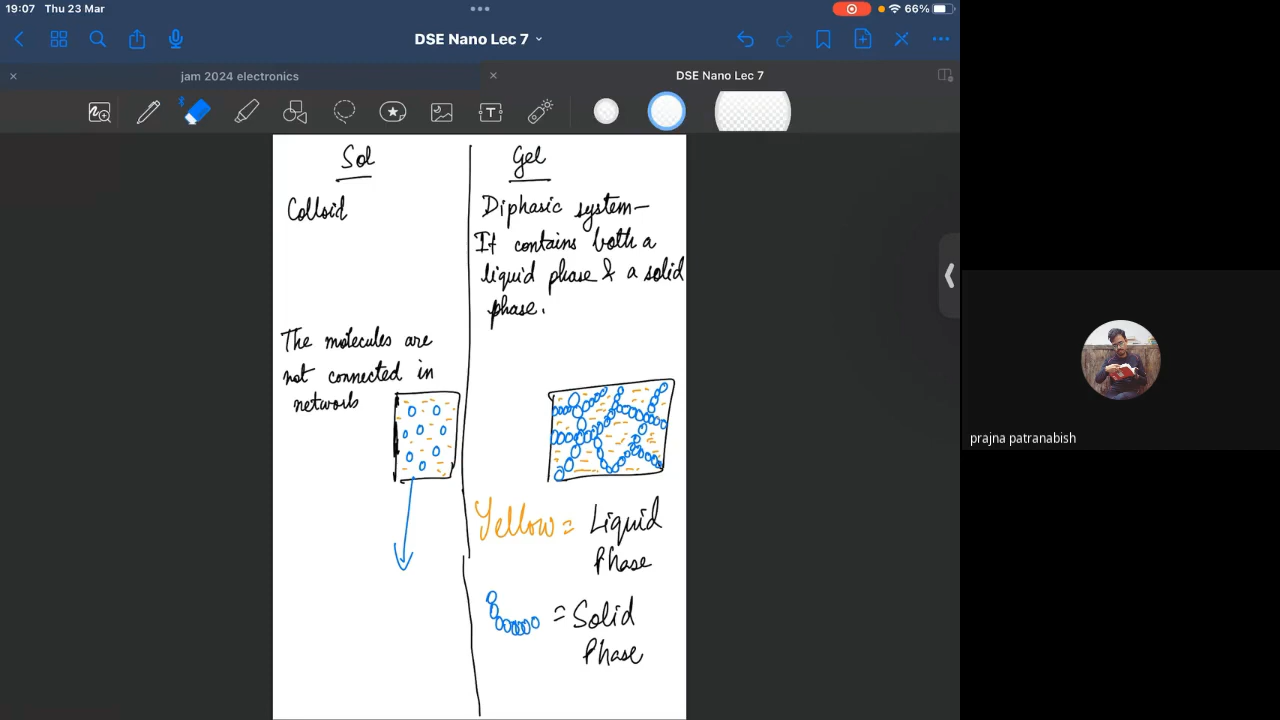 19:07 Thu 23 Mar
66%
DSE Nano Lec 7
jam 2024 electronics
DSE Nano Lec 7
T
Sol
Colloid
The molecules are
not connected in
network
Gel
Diphasic system—
It contains both a
liquid phase & a solid
phase.
Yellow = Liquid
Phase
= Solid
Phase
prajna patranabish